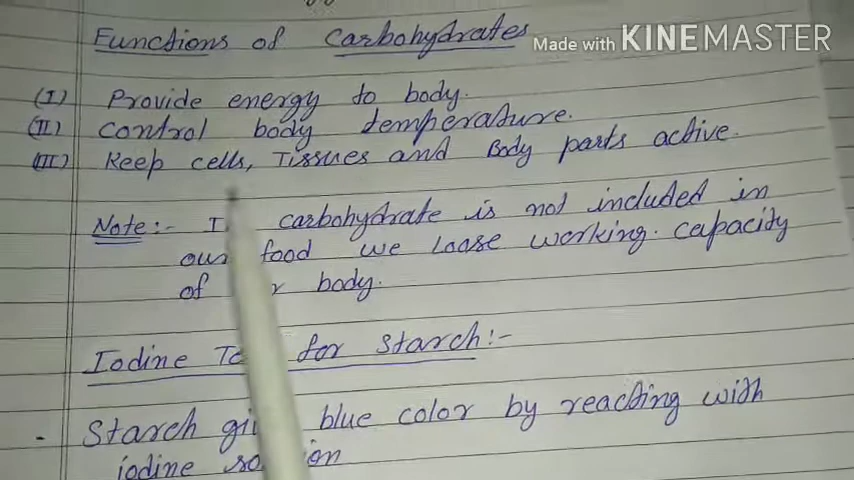 Functions of Carbohydrates
Made with KINEMASTER
(I) Provide energy to body.
(II) Control body temperature.
(III) Keep cells, Tissues and Body parts active.
Note:- carbohydrate is not included in
food we loose working. capacity
of body.
Iodine for Starch:-
- Starch blue color by reacting with
iodine